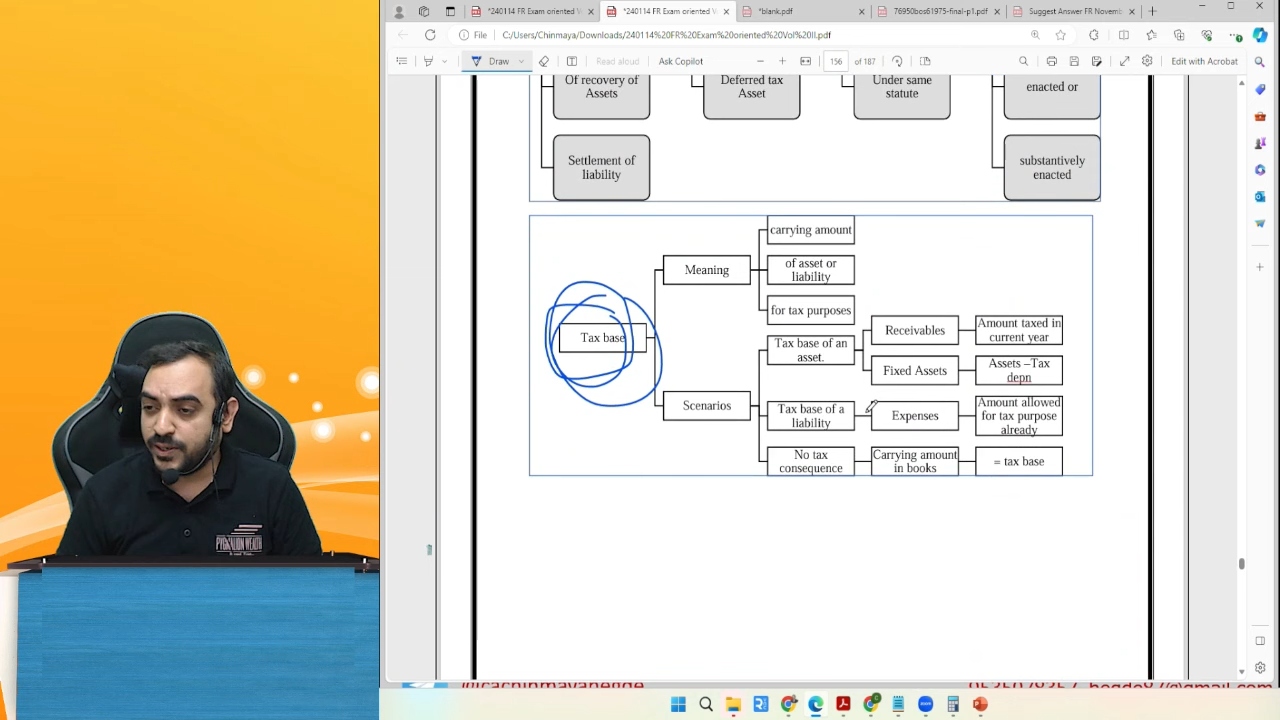 *240114 FR Exam oriented V
*240114 FR Exam oriented V
*blank.pdf
76950bos61975-final-p1.pdf
Suggest Answer FR Novemb
File
C:/Users/Chinmaya/Downloads/240114%20FR%20Exam%20oriented%20Vol%20II.pdf
Draw
Read aloud
Ask Copilot
156
of 187
Edit with Acrobat
Of recovery of
Assets
Deferred tax
Asset
Under same
statute
enacted or
Settlement of
liability
substantively
enacted
carrying amount
Meaning
of asset or
liability
for tax purposes
Tax base
Tax base of an
asset.
Receivables
Amount taxed in
current year
Fixed Assets
Assets –Tax
depn
Scenarios
Tax base of a
liability
Expenses
Amount allowed
for tax purpose
already
No tax
consequence
Carrying amount
in books
= tax base
PYGMALION WEALTH